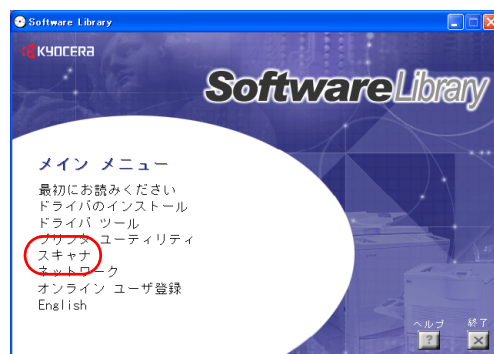 Software Library
KYOCERA
SoftwareLibrary
メイン メニュー
最初にお読みください
ドライバのインストール
ドライバ ツール
プリンタ ユーティリティ
スキャナ
ネットワーク
オンライン ユーザ登録
English
ヘルプ 終了
?